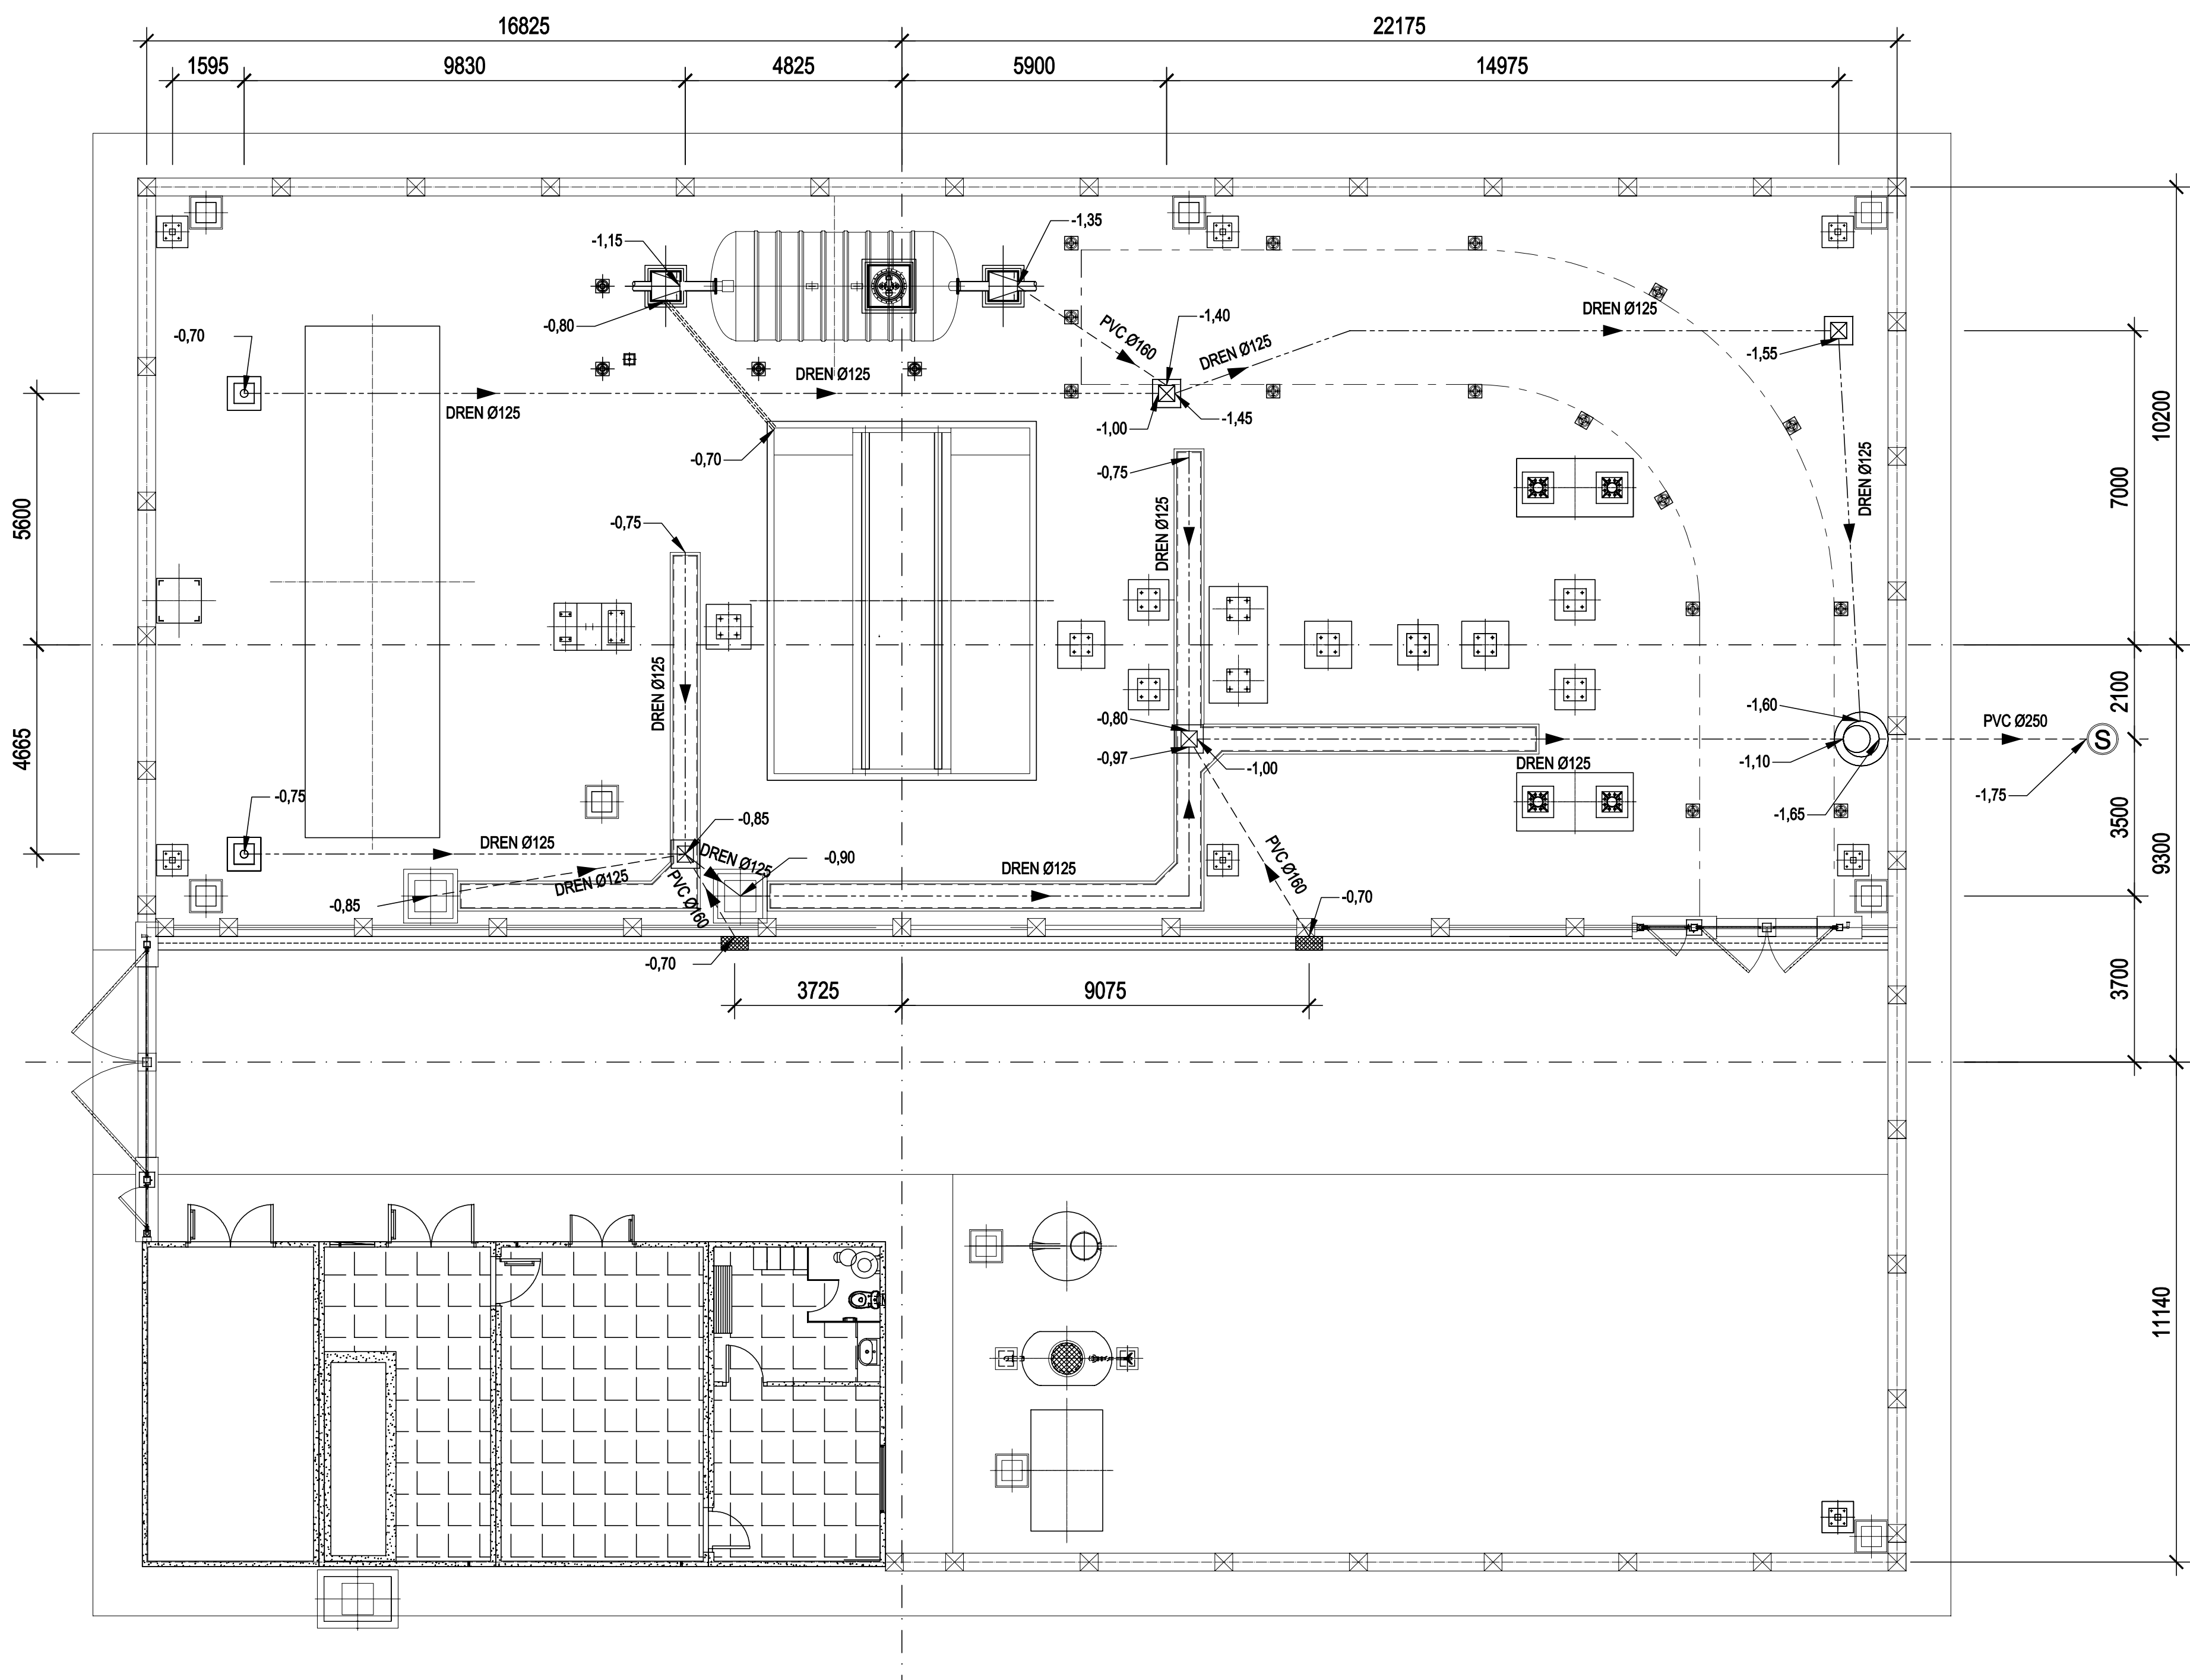 16825
22175
1595
9830
4825
5900
14975
-1,35
-1,15
-0,80
-0,70
PVC Ø160
-1,40
DREN Ø125
DREN Ø125
-1,55
DREN Ø125
DREN Ø125
-1,00
-1,45
-0,70
-0,75
DREN Ø125
DREN Ø125
10200
7000
5600
-0,75
DREN Ø125
4665
-0,80
-0,97
-1,00
-1,60
-1,10
DREN Ø125
-1,65
PVC Ø250
S
-1,75
2100
3500
9300
-0,75
DREN Ø125
-0,85
DREN Ø125
-0,90
DREN Ø125
-0,85
PVC Ø160
DREN Ø125
PVC Ø160
-0,70
-0,70
3725
9075
3700
11140